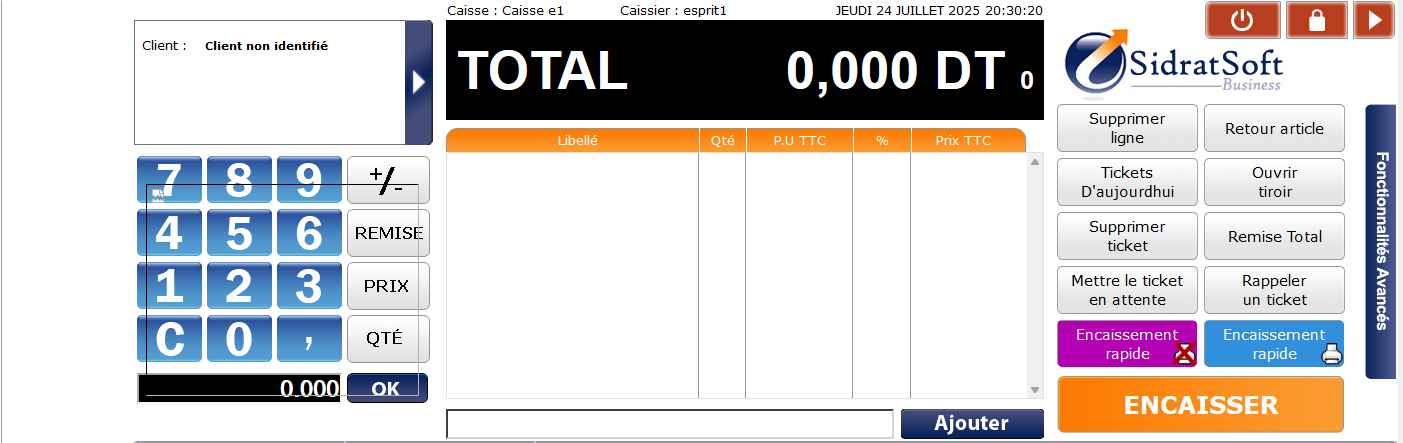 Caisse : Caisse e1
Caissier : esprit1
JEUDI 24 JUILLET 2025 20:30:20
Client : Client non identifié
TOTAL 0,000 DT 0
SidratSoft
Business
Libellé Qté P.U TTC % Prix TTC
7 8 9 +/-
4 5 6 REMISE
1 2 3 PRIX
C 0 , QTÉ
0,000 OK
Ajouter
Supprimer
ligne
Retour article
Tickets
D'aujourdhui
Ouvrir
tiroir
Supprimer
ticket
Remise Total
Mettre le ticket
en attente
Rappeler
un ticket
Encaissement
rapide
Encaissement
rapide
ENCAISSER
Fonctionnalités Avancés